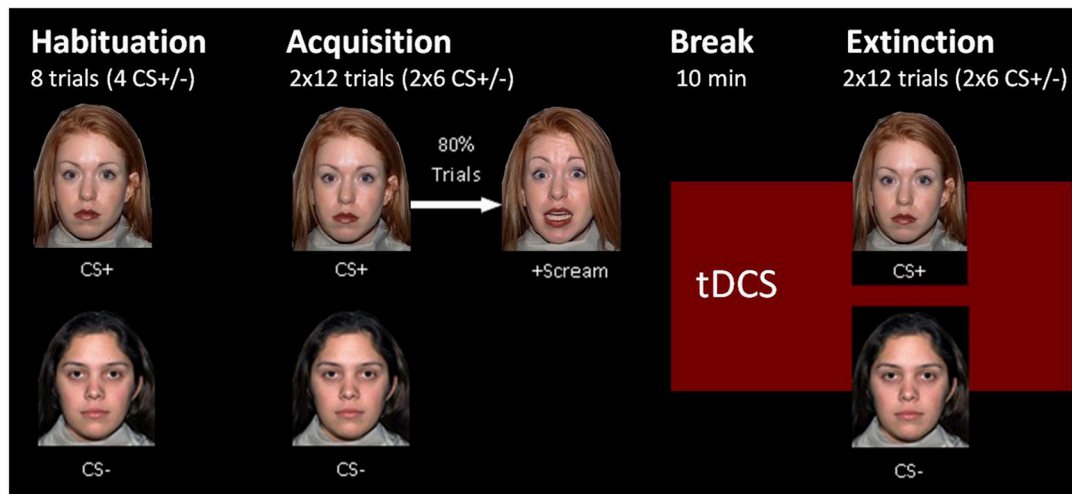 Habituation
8 trials (4 CS+/-)
CS+
CS-
Acquisition
2x12 trials (2x6 CS+/-)
80%
Trials
CS+
+Scream
CS-
Break
10 min
tDCS
Extinction
2x12 trials (2x6 CS+/-)
CS+
CS-